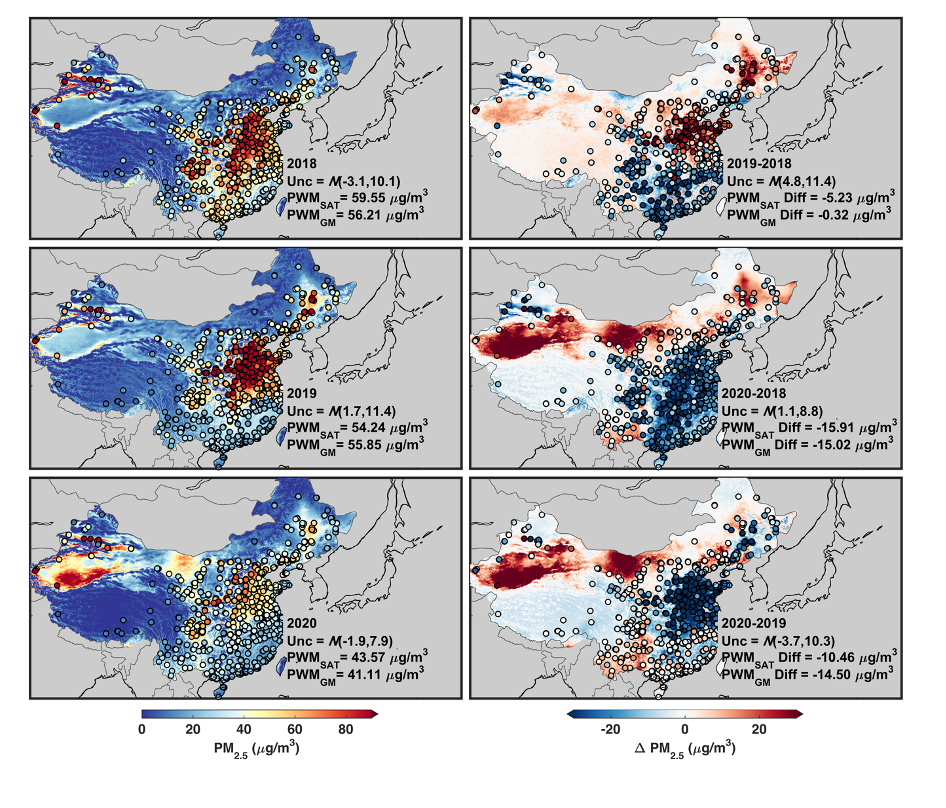 2018
Unc = N(-3.1,10.1)
PWM_SAT = 59.55 μg/m³
PWM_GM = 56.21 μg/m³
2019-2018
Unc = N(4.8,11.4)
PWM_SAT Diff = -5.23 μg/m³
PWM_GM Diff = -0.32 μg/m³
2019
Unc = N(1.7,11.4)
PWM_SAT = 54.24 μg/m³
PWM_GM = 55.85 μg/m³
2020-2018
Unc = N(1.1,8.8)
PWM_SAT Diff = -15.91 μg/m³
PWM_GM Diff = -15.02 μg/m³
2020
Unc = N(-1.9,7.9)
PWM_SAT = 43.57 μg/m³
PWM_GM = 41.11 μg/m³
2020-2019
Unc = N(-3.7,10.3)
PWM_SAT Diff = -10.46 μg/m³
PWM_GM Diff = -14.50 μg/m³
0 20 40 60 80
PM2.5 (μg/m³)
-20 0 20
Δ PM2.5 (μg/m³)